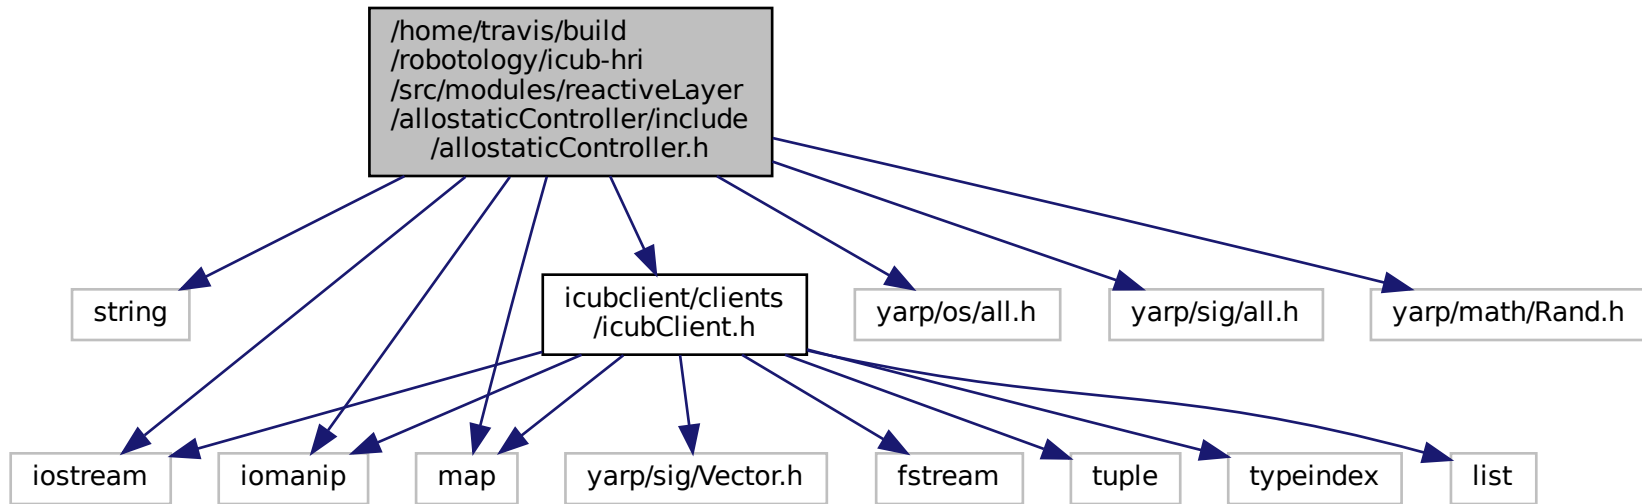 /home/travis/build
/robotology/icub-hri
/src/modules/reactiveLayer
/allostaticController/include
/allostaticController.h
string
icubclient/clients
/icubClient.h
yarp/os/all.h
yarp/sig/all.h
yarp/math/Rand.h
iostream
iomanip
map
yarp/sig/Vector.h
fstream
tuple
typeindex
list